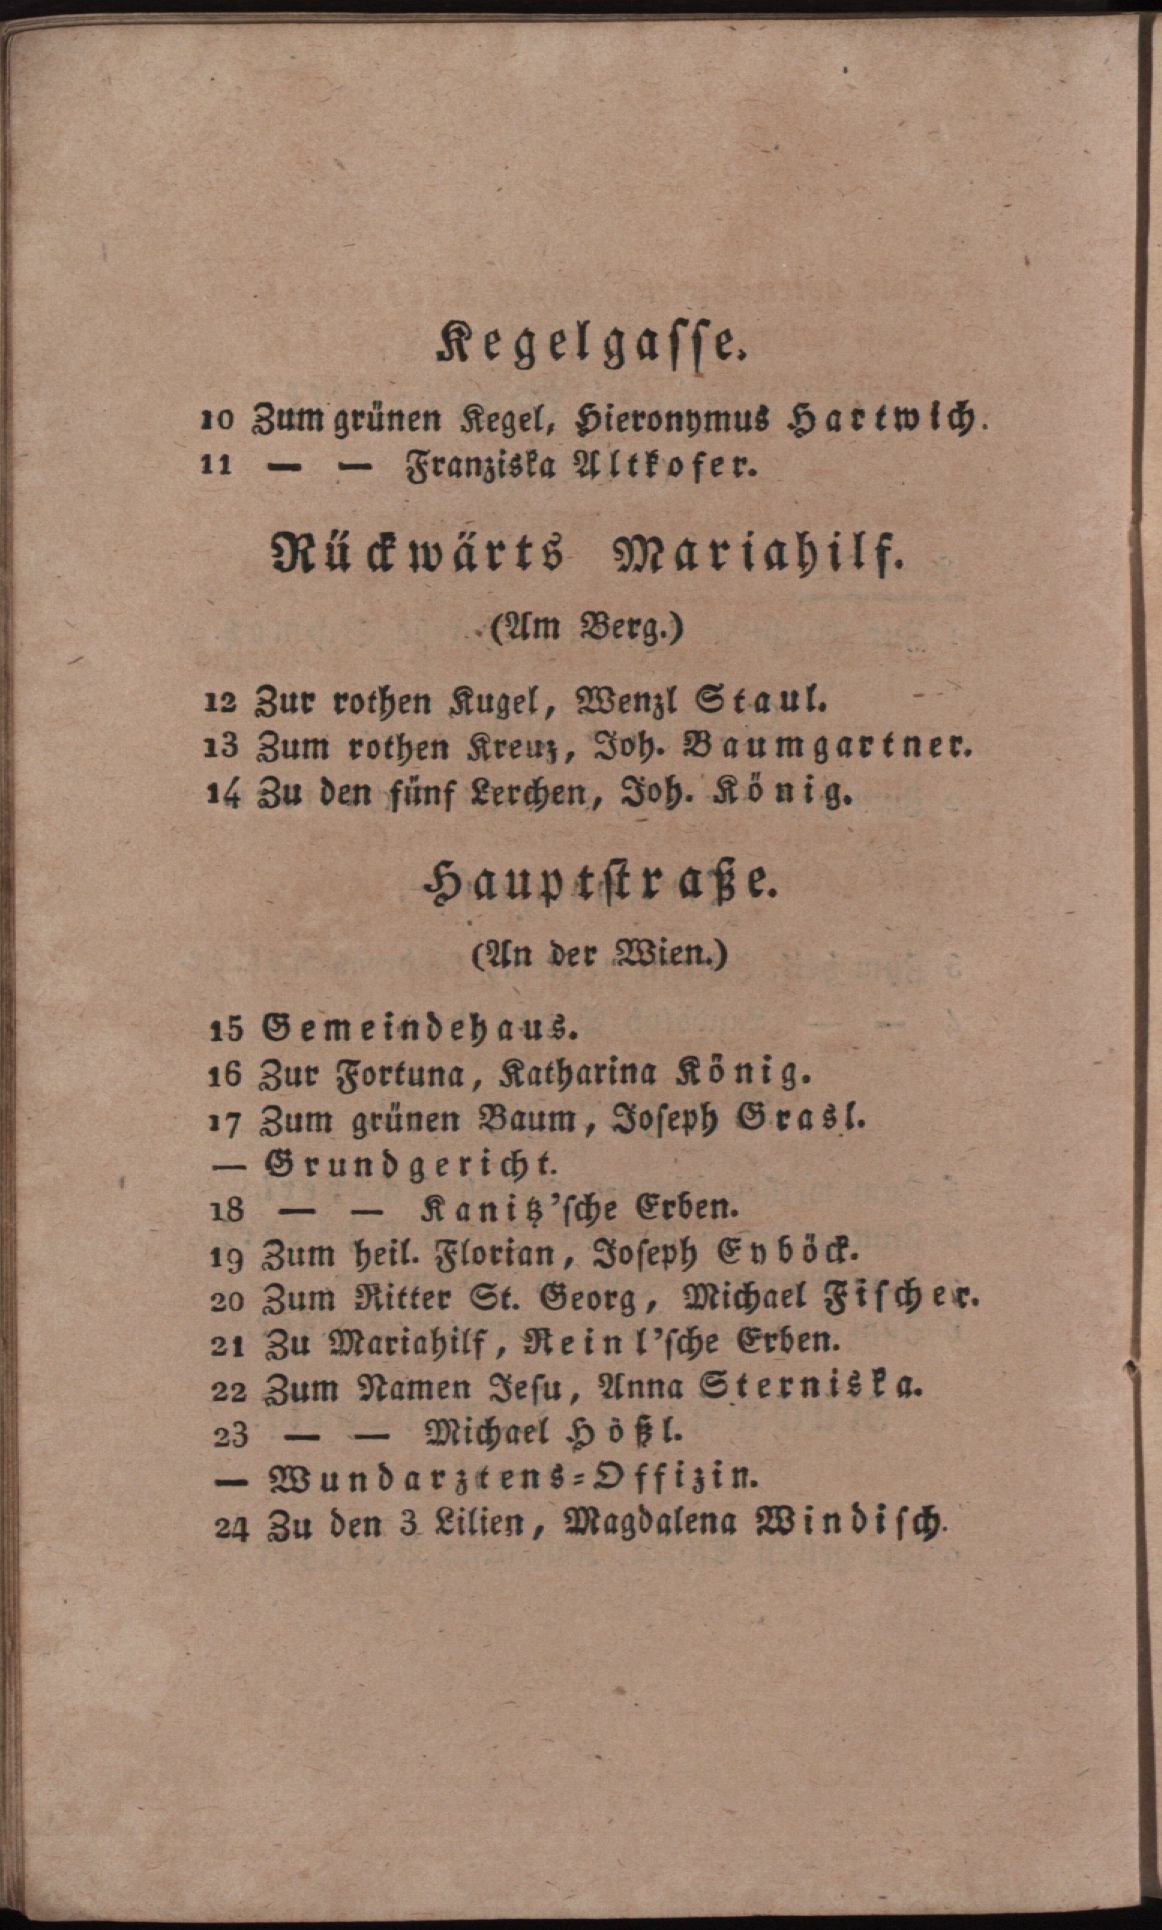 Kegelgasse.
10 Zum grünen Kegel, Hieronymus Hartwich.
11 — — Franziska Altkofer.
Rückwärts Mariahilf.
(Am Berg.)
12 Zur rothen Kugel, Wenzl Staul.
13 Zum rothen Kreuz, Joh. Baumgartner.
14 Zu den fünf Lerchen, Joh. König.
Hauptstraße.
(An der Wien.)
15 Gemeindehaus.
16 Zur Fortuna, Katharina König.
17 Zum grünen Baum, Joseph Grasl.
— Grundgericht.
18 — — Kanitz'sche Erben.
19 Zum heil. Florian, Joseph Eyböck.
20 Zum Ritter St. Georg, Michael Fischer.
21 Zu Mariahilf, Reinl'sche Erben.
22 Zum Namen Jesu, Anna Sterniska.
23 — — Michael Hößl.
— Wundarztens-Offizin.
24 Zu den 3 Lilien, Magdalena Windisch.